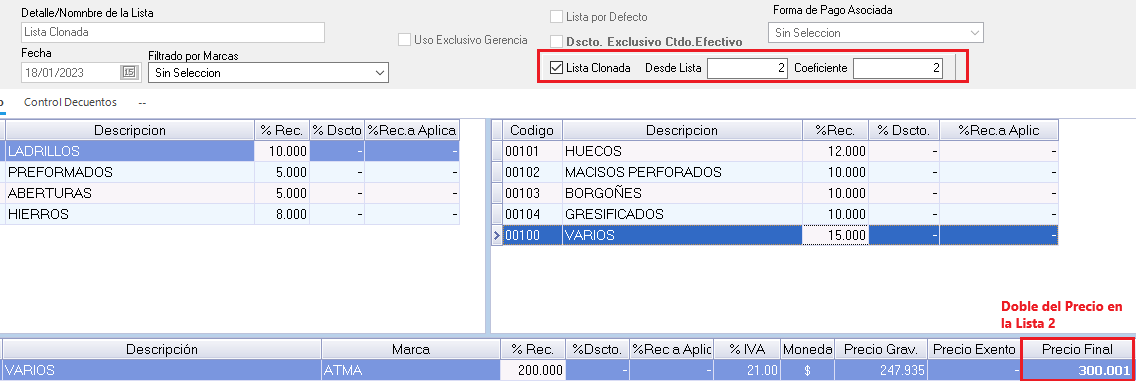 Detalle/Nomnbre de la Lista
Lista Clonada
Lista por Defecto
Forma de Pago Asociada
Sin Seleccion
Uso Exclusivo Gerencia
Dscto. Exclusivo Ctdo.Efectivo
Fecha
Filtrado por Marcas
18/01/2023 15 Sin Seleccion
Lista Clonada Desde Lista 2 Coeficiente 2
o Control Decuentos --
Descripcion % Rec. % Dscto %Rec.a Aplica
LADRILLOS 10.000 - -
PREFORMADOS 5.000 - -
ABERTURAS 5.000 - -
HIERROS 8.000 - -
Codigo Descripcion %Rec. % Dscto. %Rec.a Aplic
00101 HUECOS 12.000 - -
00102 MACISOS PERFORADOS 10.000 - -
00103 BORGOÑES 10.000 - -
00104 GRESIFICADOS 10.000 - -
00100 VARIOS 15.000 - -
Doble del Precio en
la Lista 2
Descripción Marca % Rec. %Dscto. %Rec a Aplic % IVA Moneda Precio Grav. Precio Exento Precio Final
VARIOS ATMA 200.000 - - 21.00 $ 247.935 - 300.001